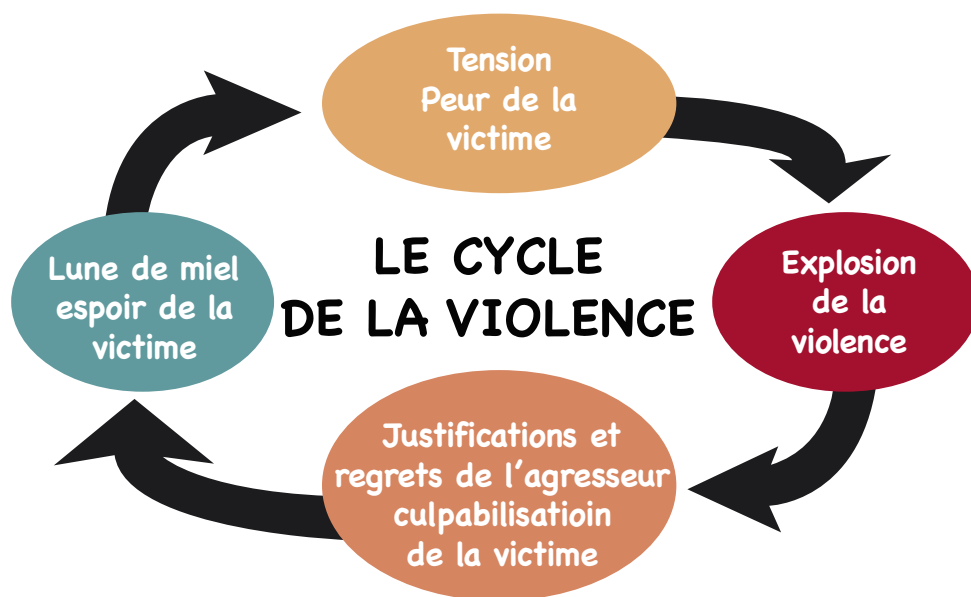 Tension
Peur de la
victime
LE CYCLE
DE LA VIOLENCE
Explosion
de la
violence
Justifications et
regrets de l'agresseur
culpabilisatioin
de la victime
Lune de miel
espoir de la
victime